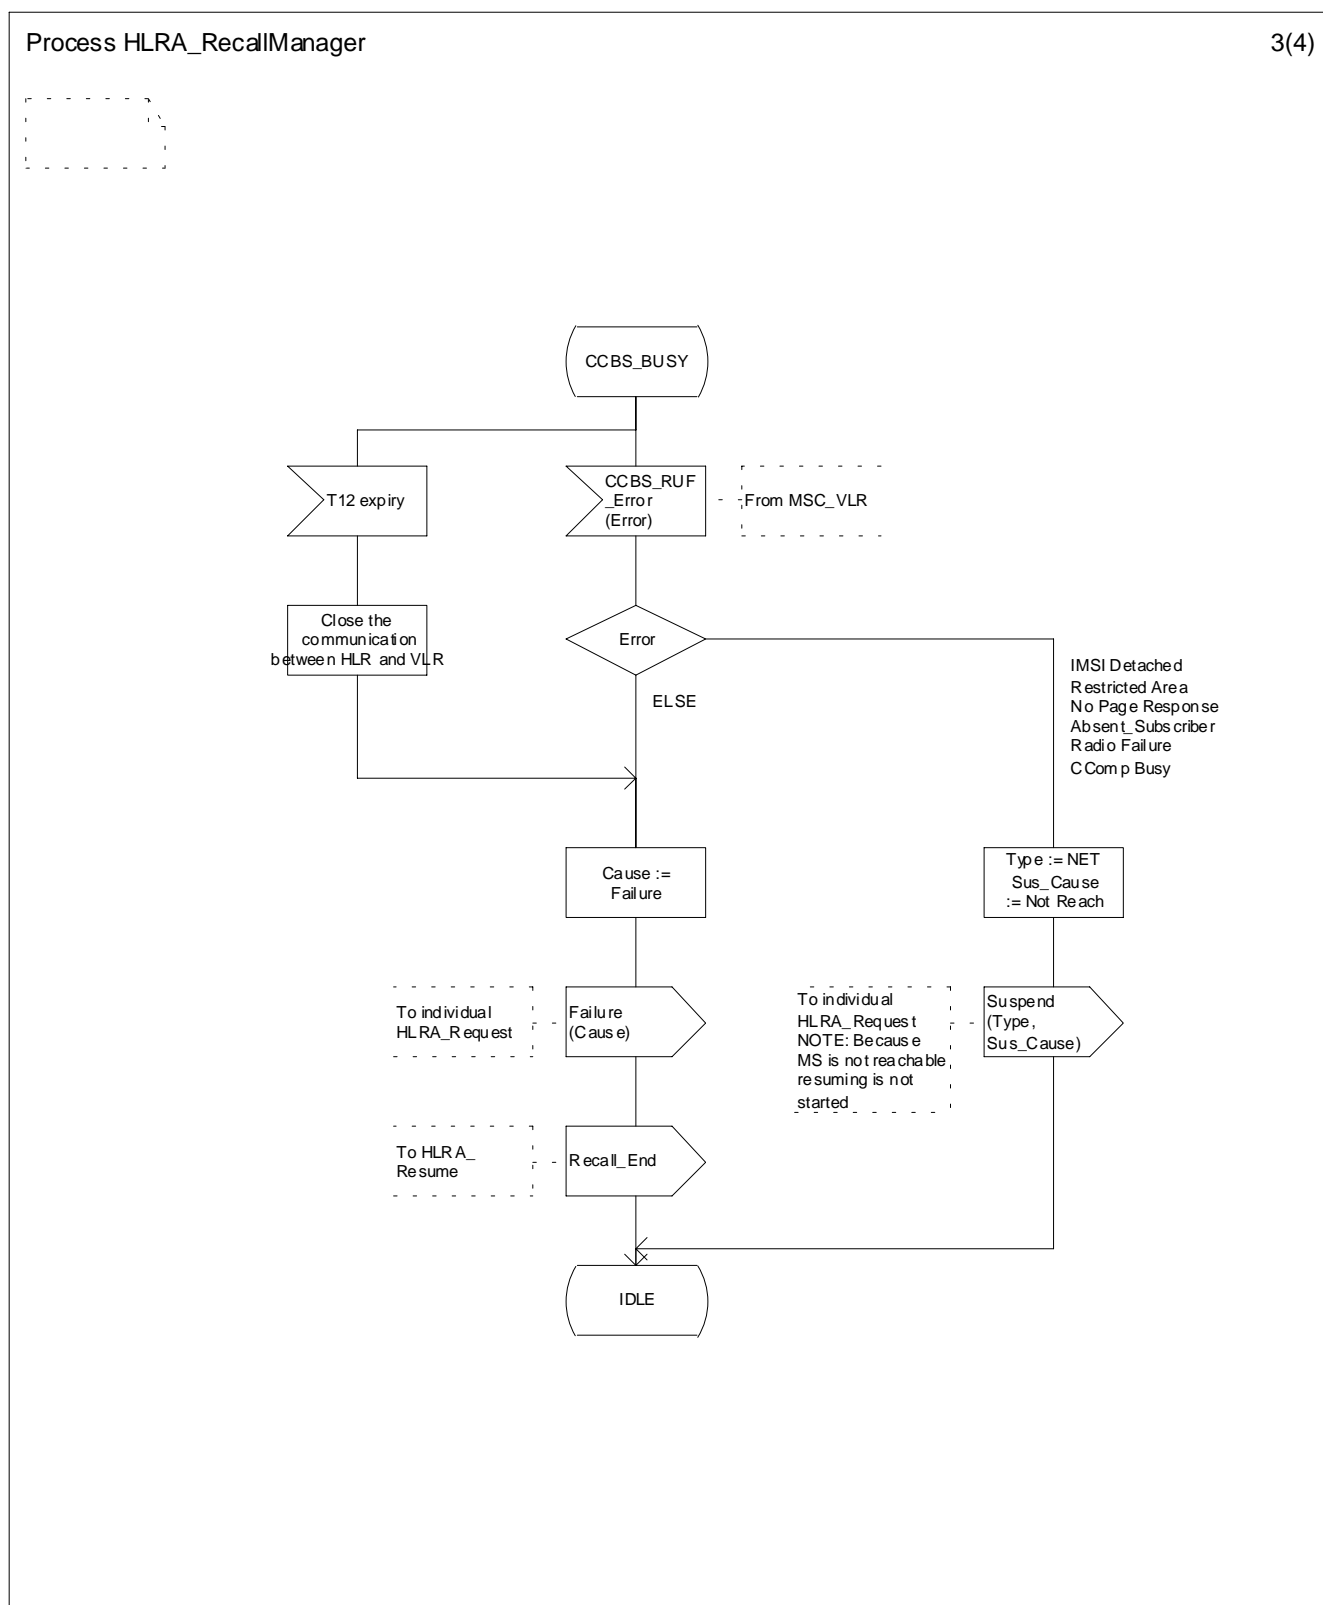 Process HLRA_RecallManager
3(4)
CCBS_BUSY
T12 expiry
CCBS_RUF
_Error
(Error)
From MSC_VLR
Close the
communication
between HLR and VLR
Error
ELSE
IMSI Detached
Restricted Area
No Page Response
Absent_Subscriber
Radio Failure
CComp Busy
Cause :=
Failure
Type := NET
Sus_Cause
:= Not Reach
To individual
HLRA_Request
Failure
(Cause)
To individual
HLRA_Request
NOTE: Because
MS is not reachable
resuming is not
started
Suspend
(Type,
Sus_Cause)
To HLRA_
Resume
Recall_End
IDLE